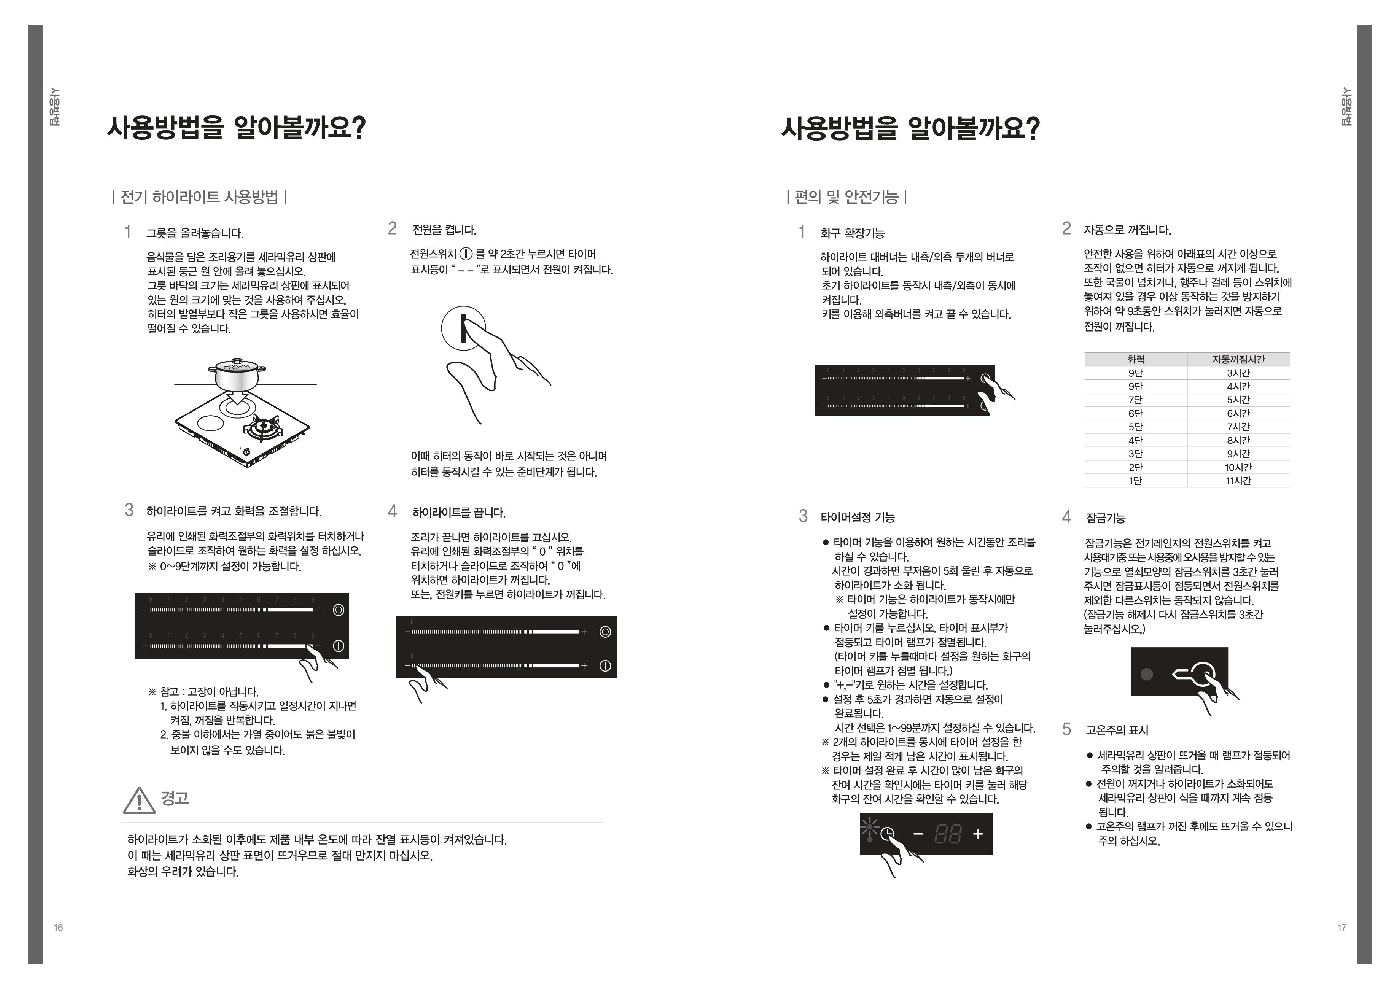 사용방법
사용방법을 알아볼까요?
| 전기 하이라이트 사용방법 |
1 그릇을 올려놓습니다.
음식물을 담은 조리용기를 세라믹유리 상판에
표시된 둥근 원 안에 올려 놓으십시오.
그릇 바닥의 크기는 세라믹유리 상판에 표시되어
있는 원의 크기에 맞는 것을 사용하여 주십시오.
히터의 발열부보다 작은 그릇을 사용하시면 효율이
떨어질 수 있습니다.
2 전원을 켭니다.
전원스위치 를 약 2초간 누르시면 타이머
표시등이 “ – – ”로 표시되면서 전원이 켜집니다.
이때 히터의 동작이 바로 시작되는 것은 아니며
히터를 동작시킬 수 있는 준비단계가 됩니다.
3 하이라이트를 켜고 화력을 조절합니다.
유리에 인쇄된 화력조절부의 화력위치를 터치하거나
슬라이드로 조작하여 원하는 화력을 설정 하십시오.
※ 0~9단계까지 설정이 가능합니다.
0 1 2 3 4 5 6 7 8 9
0 1 2 3 4 5 6 7 8 9
※ 참고 : 고장이 아닙니다.
1. 하이라이트를 작동시키고 일정시간이 지나면
켜짐, 꺼짐을 반복합니다.
2. 중불 이하에서는 가열 중이어도 붉은 불빛이
보이지 않을 수도 있습니다.
4 하이라이트를 끕니다.
조리가 끝나면 하이라이트를 끄십시오.
유리에 인쇄된 화력조절부의 “ 0 ” 위치를
터치하거나 슬라이드로 조작하여 “ 0 ”에
위치하면 하이라이트가 꺼집니다.
또는, 전원키를 누르면 하이라이트가 꺼집니다.
0
− +
− +
경고
하이라이트가 소화된 이후에도 제품 내부 온도에 따라 잔열 표시등이 켜져있습니다.
이 때는 세라믹유리 상판 표면이 뜨거우므로 절대 만지지 마십시오.
화상의 우려가 있습니다.
16
사용방법
사용방법을 알아볼까요?
| 편의 및 안전기능 |
1 화구 확장기능
하이라이트 대버너는 내측/외측 두개의 버너로
되어 있습니다.
초기 하이라이트를 동작시 내측/외측이 동시에
켜집니다.
키를 이용해 외측버너를 켜고 끌 수 있습니다.
2 자동으로 꺼집니다.
안전한 사용을 위하여 아래표의 시간 이상으로
조작이 없으면 히터가 자동으로 꺼지게 됩니다.
또한 국물이 넘치거나, 행주나 걸레 등이 스위치에
놓여져 있을 경우 이상 동작하는 것을 방지하기
위하여 약 9초동안 스위치가 눌러지면 자동으로
전원이 꺼집니다.
화력 자동꺼짐시간
9단 3시간
9단 4시간
7단 5시간
6단 6시간
5단 7시간
4단 8시간
3단 9시간
2단 10시간
1단 11시간
3 타이머설정 기능
● 타이머 기능을 이용하여 원하는 시간동안 조리를
하실 수 있습니다.
시간이 경과하면 부저음이 5회 울린 후 자동으로
하이라이트가 소화 됩니다.
※ 타이머 기능은 하이라이트가 동작시에만
설정이 가능합니다.
● 타이머 키를 누르십시오. 타이머 표시부가
점등되고 타이머 램프가 점멸됩니다.
(타이머 키를 누를때마다 설정을 원하는 화구의
타이머 램프가 점멸 됩니다.)
● "+,−"키로 원하는 시간을 설정합니다.
● 설정 후 5초가 경과하면 자동으로 설정이
완료됩니다.
시간 선택은 1~99분까지 설정하실 수 있습니다.
※ 2개의 하이라이트를 동시에 타이머 설정을 한
경우는 제일 적게 남은 시간이 표시됩니다.
※ 타이머 설정 완료 후 시간이 많이 남은 화구의
잔여 시간을 확인시에는 타이머 키를 눌러 해당
화구의 잔여 시간을 확인할 수 있습니다.
− 88 +
4 잠금기능
잠금기능은 전기레인지의 전원스위치를 켜고
사용대기중 또는 사용중에 오사용을 방지할 수 있는
기능으로 열쇠모양의 잠금스위치를 3초간 눌러
주시면 잠금표시등이 점등되면서 전원스위치를
제외한 다른스위치는 동작되지 않습니다.
(잠금기능 해제시 다시 잠금스위치를 3초간
눌러주십시오.)
5 고온주의 표시
● 세라믹유리 상판이 뜨거울 때 램프가 점등되어
주의할 것을 알려줍니다.
● 전원이 꺼지거나 하이라이트가 소화되어도
세라믹유리 상판이 식을 때까지 계속 점등
됩니다.
● 고온주의 램프가 꺼진 후에도 뜨거울 수 있으니
주의 하십시오.
17